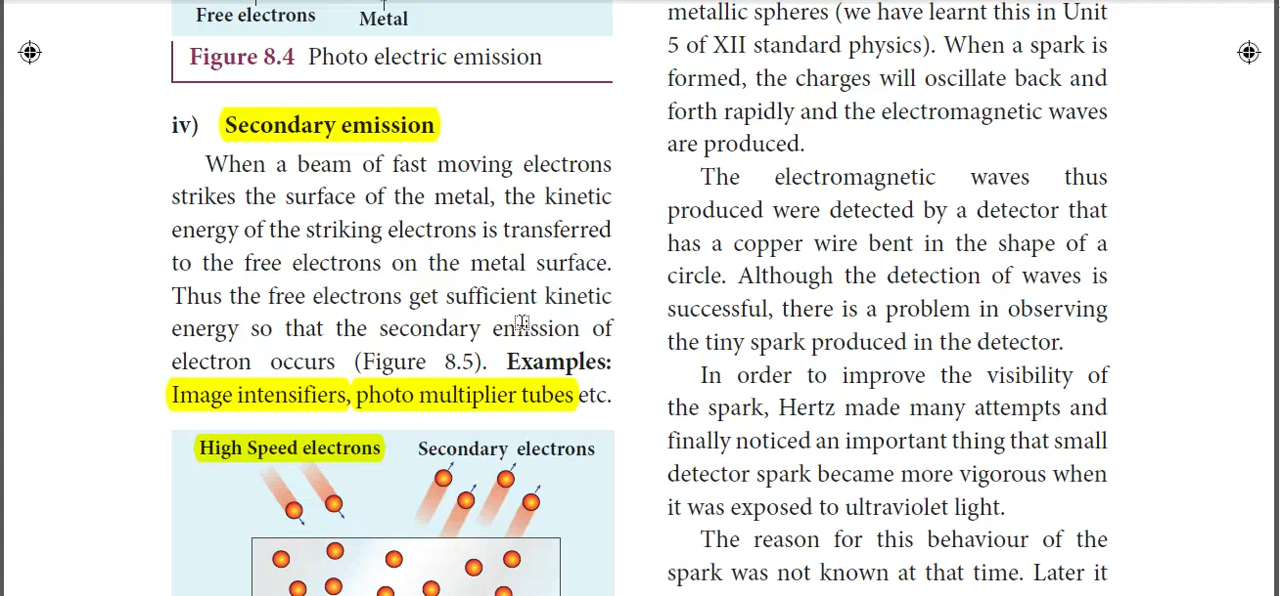 Free electrons
Metal
Figure 8.4 Photo electric emission
iv) Secondary emission
When a beam of fast moving electrons
strikes the surface of the metal, the kinetic
energy of the striking electrons is transferred
to the free electrons on the metal surface.
Thus the free electrons get sufficient kinetic
energy so that the secondary emission of
electron occurs (Figure 8.5). Examples:
Image intensifiers, photo multiplier tubes etc.
High Speed electrons
Secondary electrons
metallic spheres (we have learnt this in Unit
5 of XII standard physics). When a spark is
formed, the charges will oscillate back and
forth rapidly and the electromagnetic waves
are produced.
The electromagnetic waves thus
produced were detected by a detector that
has a copper wire bent in the shape of a
circle. Although the detection of waves is
successful, there is a problem in observing
the tiny spark produced in the detector.
In order to improve the visibility of
the spark, Hertz made many attempts and
finally noticed an important thing that small
detector spark became more vigorous when
it was exposed to ultraviolet light.
The reason for this behaviour of the
spark was not known at that time. Later it